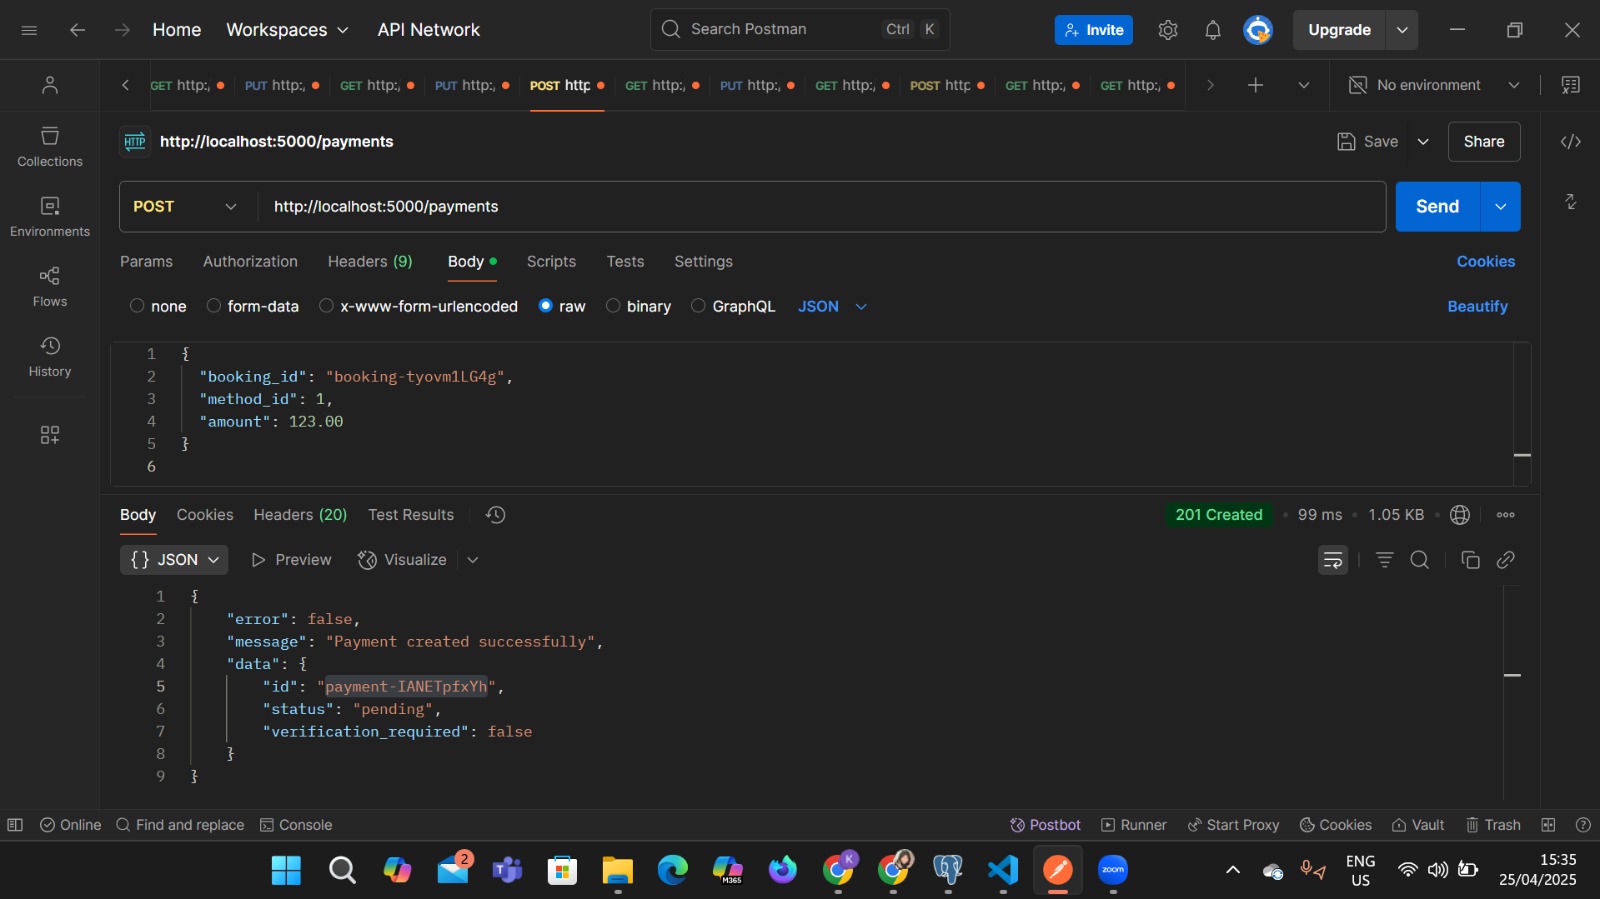 Home Workspaces API Network Search Postman Ctrl K Invite Upgrade
GET http:/ PUT http:/ GET http:/ PUT http:/ POST http GET http:/ PUT http:/ GET http:/ POST http GET http:/ GET http:/ No environment
HTTP http://localhost:5000/payments Save Share
Collections
POST http://localhost:5000/payments Send
Environments
Params Authorization Headers (9) Body Scripts Tests Settings Cookies
Flows
none form-data x-www-form-urlencoded raw binary GraphQL JSON Beautify
History
1 {
2 "booking_id": "booking-tyovm1LG4g",
3 "method_id": 1,
4 "amount": 123.00
5 }
6
Body Cookies Headers (20) Test Results 201 Created 99 ms 1.05 KB
{} JSON Preview Visualize
1 {
2 "error": false,
3 "message": "Payment created successfully",
4 "data": {
5 "id": "payment-IANETpfxYh",
6 "status": "pending",
7 "verification_required": false
8 }
9 }
Online Find and replace Console Postbot Runner Start Proxy Cookies Vault Trash
2 M365 K zoom
ENG
US
15:35
25/04/2025